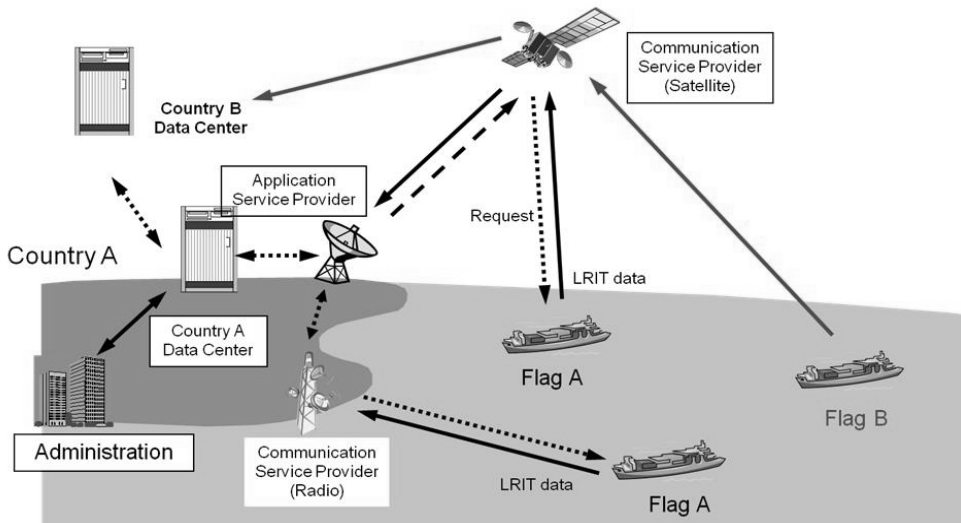 Communication
Service Provider
(Satellite)
Country B
Data Center
Application
Service Provider
Request
Country A
LRIT data
Country A
Data Center
Flag A
Flag B
Administration
Communication
Service Provider
(Radio)
LRIT data
Flag A